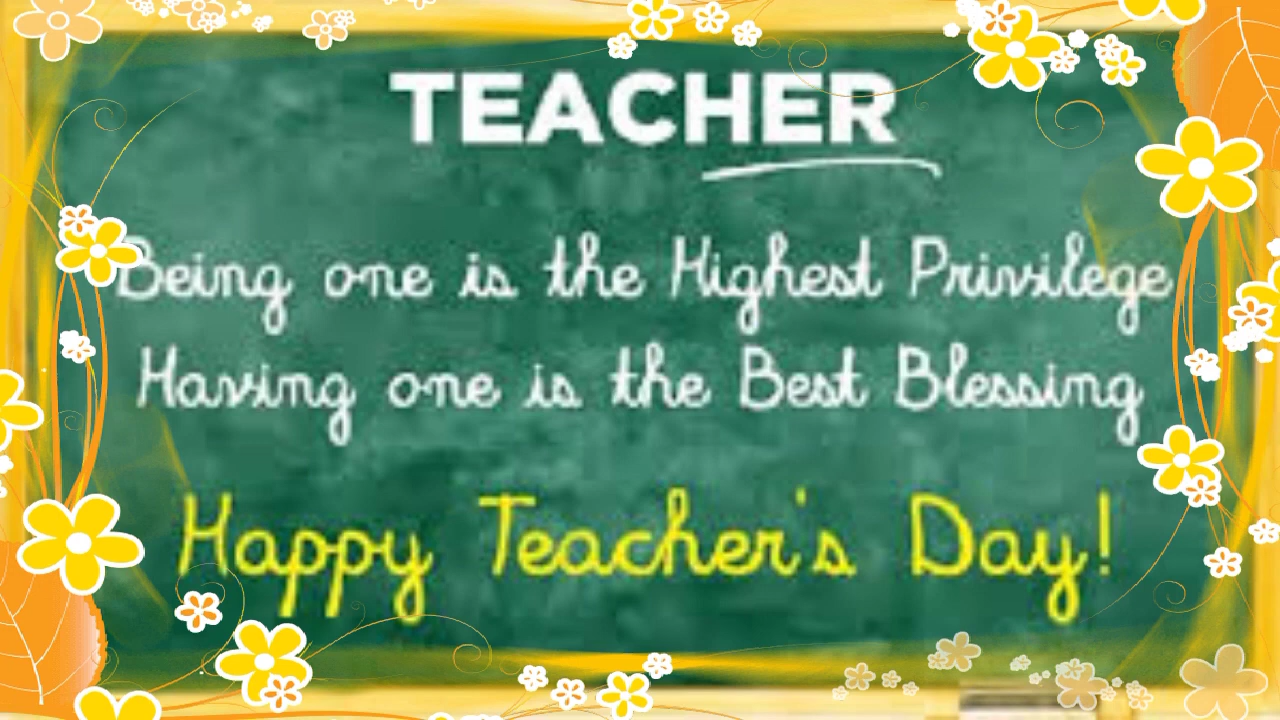 TEACHER
Being one is the Highest Privilege
Having one is the Best Blessing
Happy Teacher's Day!